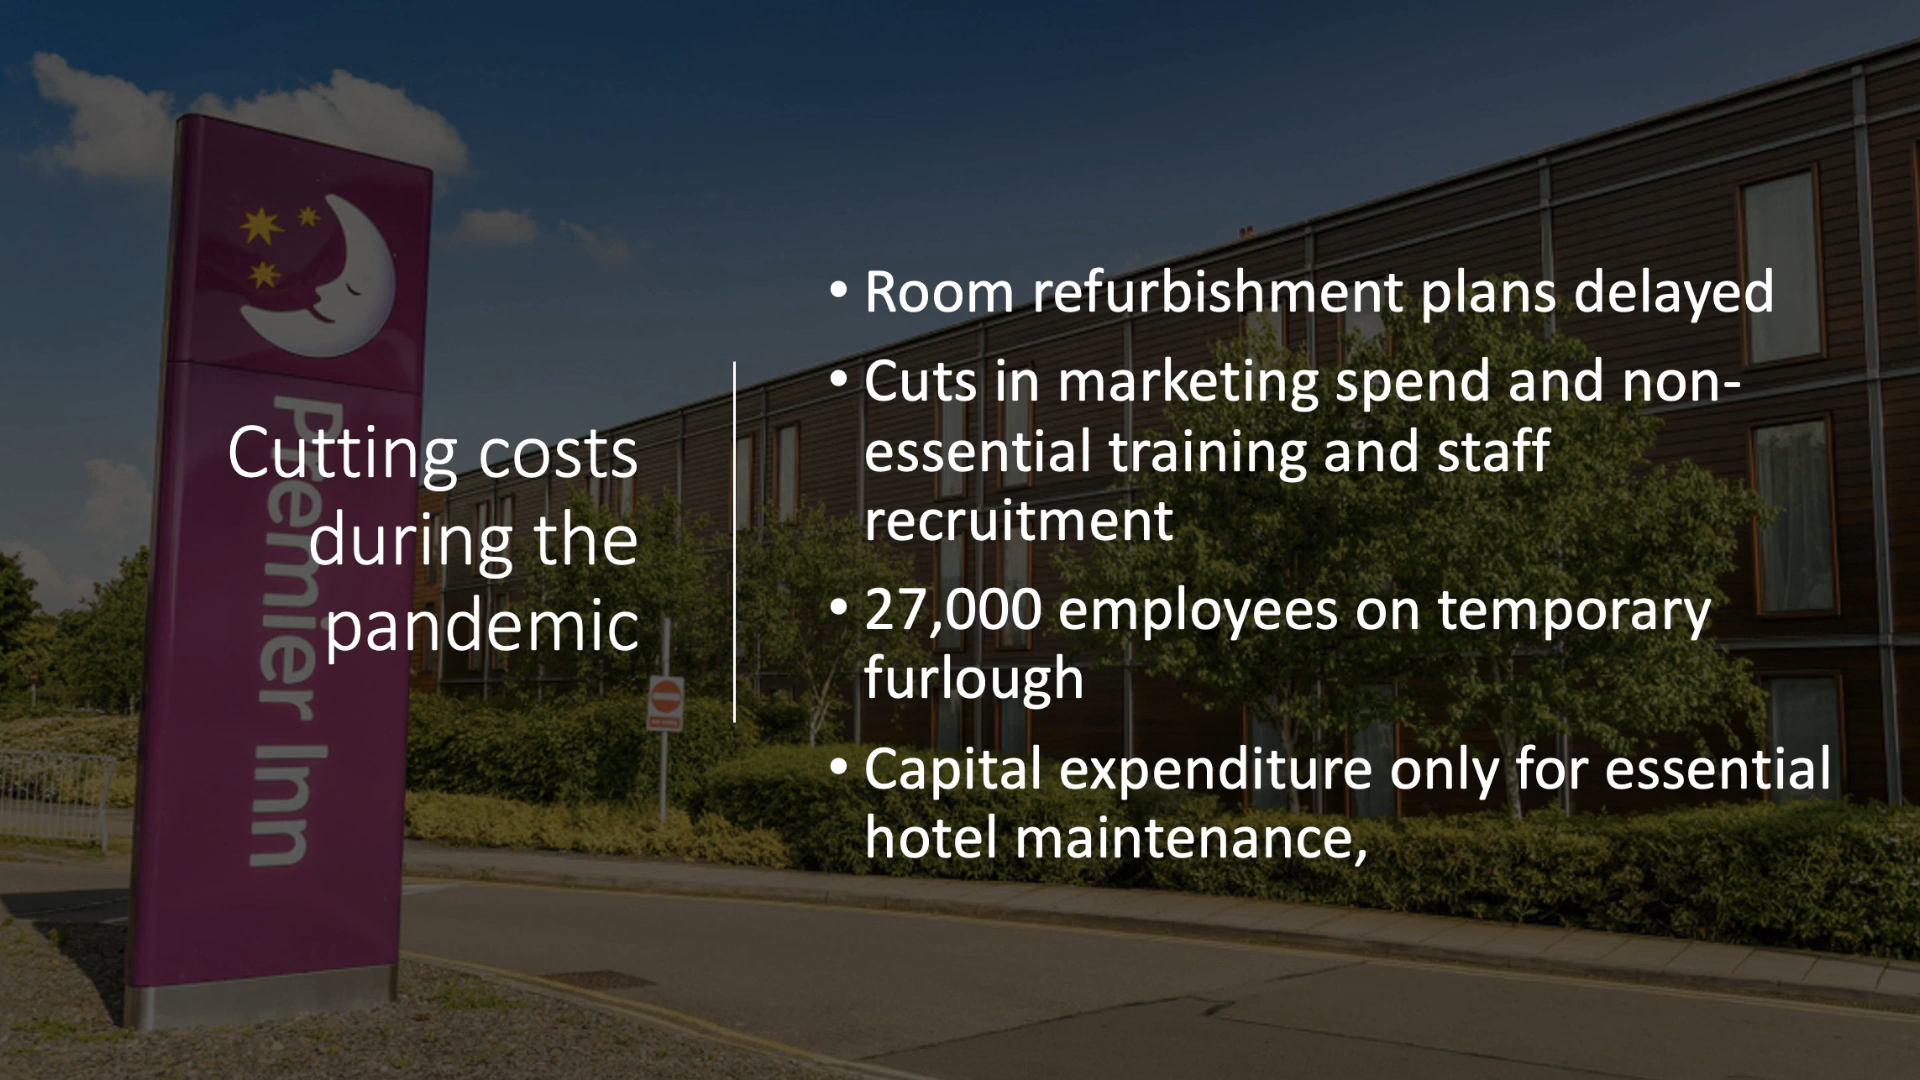 Premier Inn
Cutting costs
during the
pandemic
• Room refurbishment plans delayed
• Cuts in marketing spend and non-
essential training and staff
recruitment
• 27,000 employees on temporary
furlough
• Capital expenditure only for essential
hotel maintenance,